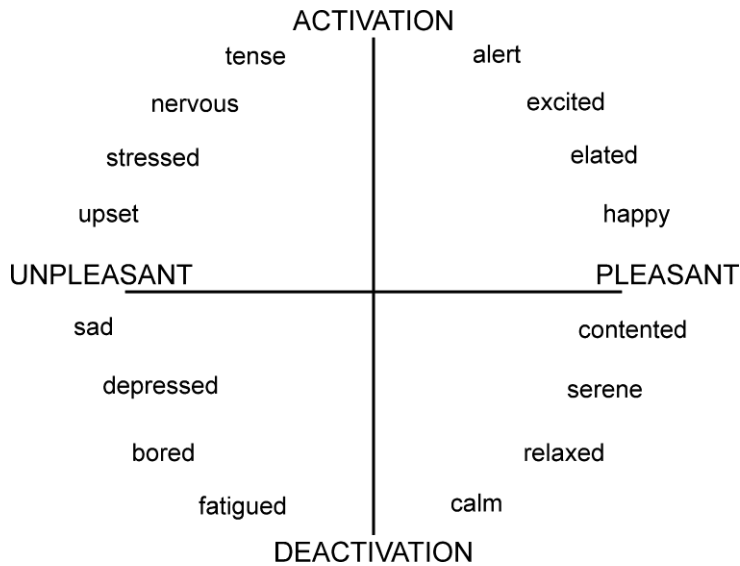 ACTIVATION
tense alert
nervous excited
stressed elated
upset happy
UNPLEASANT PLEASANT
sad contented
depressed serene
bored relaxed
fatigued calm
DEACTIVATION